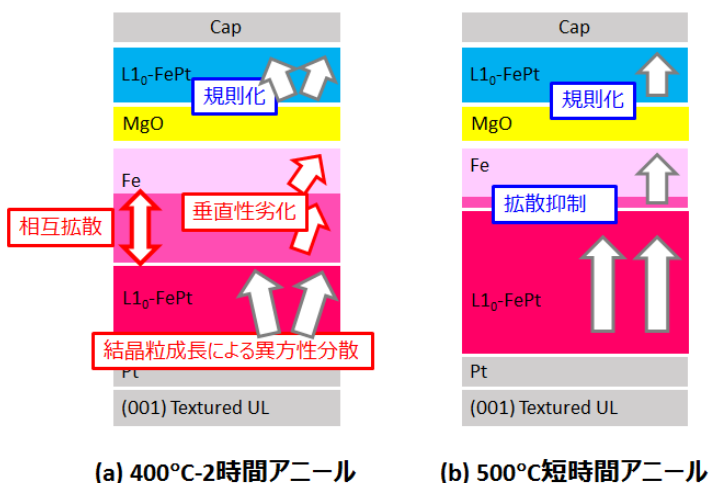 Cap
L1₀-FePt
規則化
MgO
Fe
相互拡散
垂直性劣化
L1₀-FePt
結晶粒成長による異方性分散
Pt
(001) Textured UL
(a) 400°C-2時間アニール
Cap
L1₀-FePt
規則化
MgO
Fe
拡散抑制
L1₀-FePt
Pt
(001) Textured UL
(b) 500°C短時間アニール